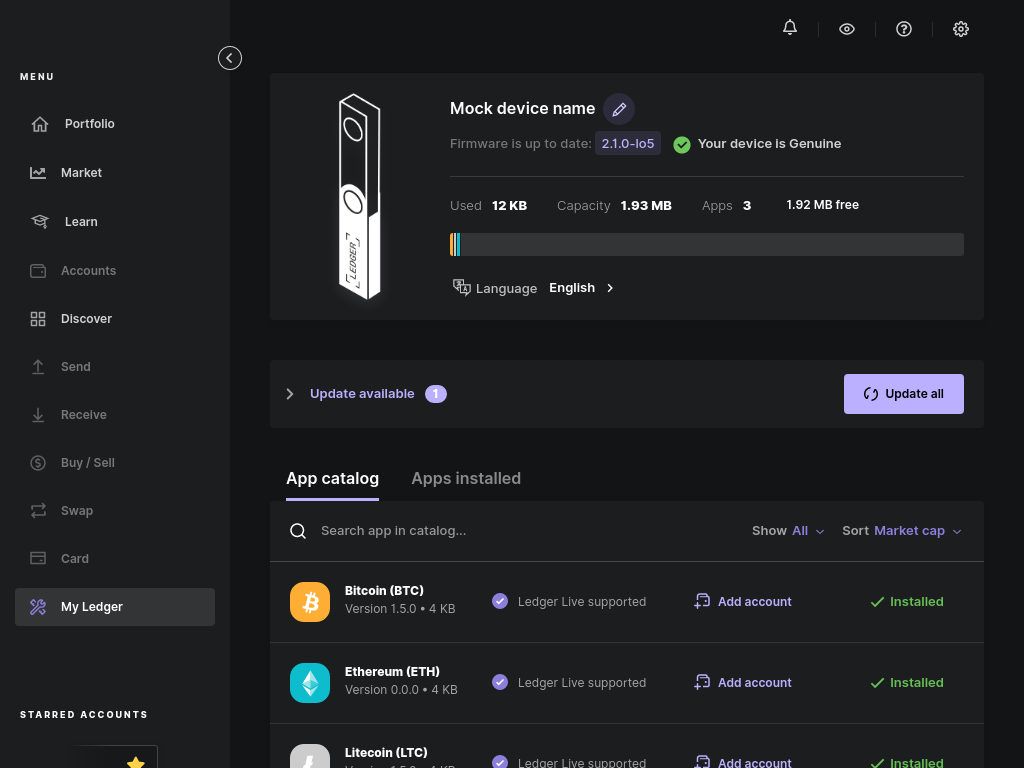 MENU
Portfolio
Market
Learn
Accounts
Discover
Send
Receive
Buy / Sell
Swap
Card
My Ledger
STARRED ACCOUNTS
LEDGER
Mock device name
Firmware is up to date: 2.1.0-lo5 Your device is Genuine
Used 12 KB Capacity 1.93 MB Apps 3 1.92 MB free
Language English
Update available 1 Update all
App catalog Apps installed
Search app in catalog... Show All Sort Market cap
Bitcoin (BTC)
Version 1.5.0 • 4 KB Ledger Live supported Add account Installed
Ethereum (ETH)
Version 0.0.0 • 4 KB Ledger Live supported Add account Installed
Litecoin (LTC)
Ledger Live supported Add account Installed